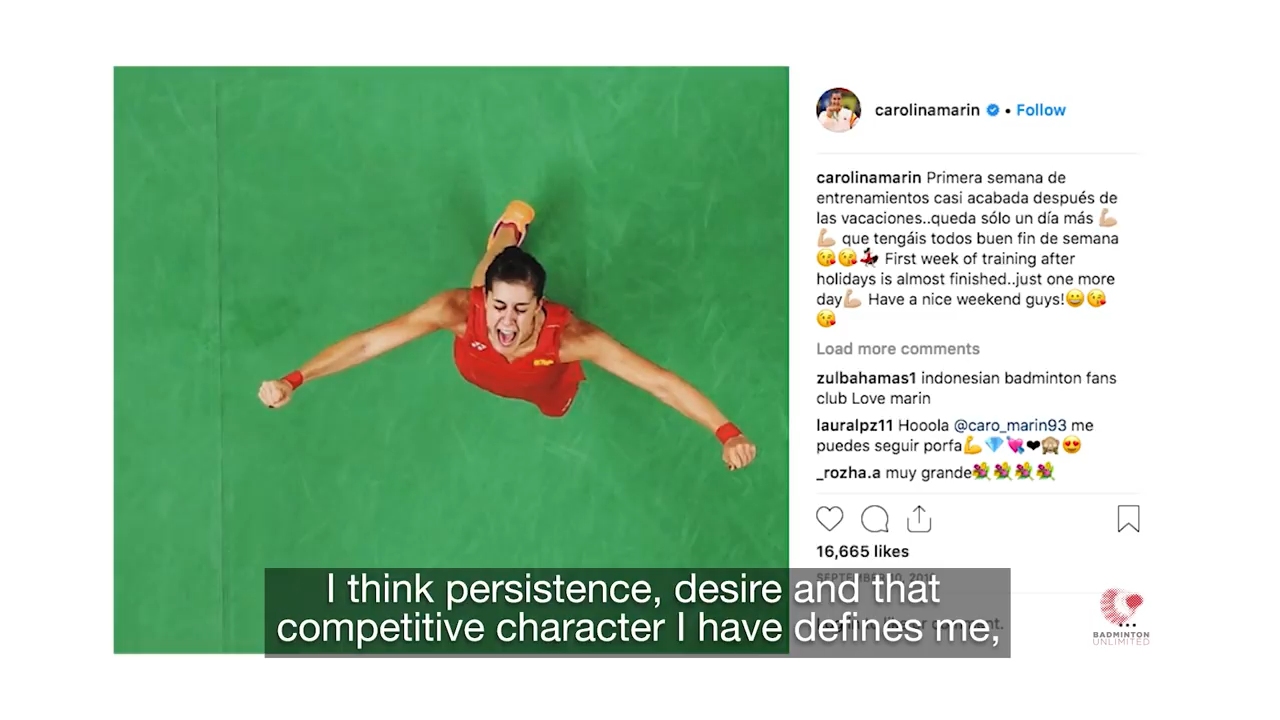 carolinamarin • Follow
carolinamarin Primera semana de
entrenamientos casi acabada después de
las vacaciones..queda sólo un día más 💪🏼
💪🏼 que tengáis todos buen fin de semana
😘😘💃 First week of training after
holidays is almost finished..just one more
day💪🏼 Have a nice weekend guys!😀😘
😘
Load more comments
zulbahamas1 indonesian badminton fans
club Love marin
lauralpz11 Hooola @caro_marin93 me
puedes seguir porfa💪💎💘❤🙈😍
_rozha.a muy grande💐💐💐💐
16,665 likes
I think persistence, desire and that
competitive character I have defines me,
BADMINTON
UNLIMITED